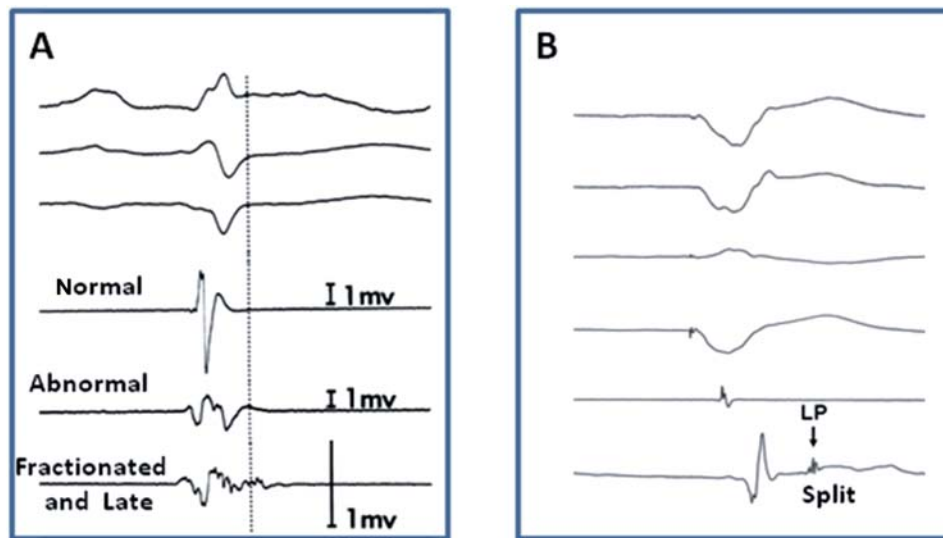 A
Normal
I 1mv
Abnormal
I 1mv
Fractionated
and Late
1mv
B
LP
Split